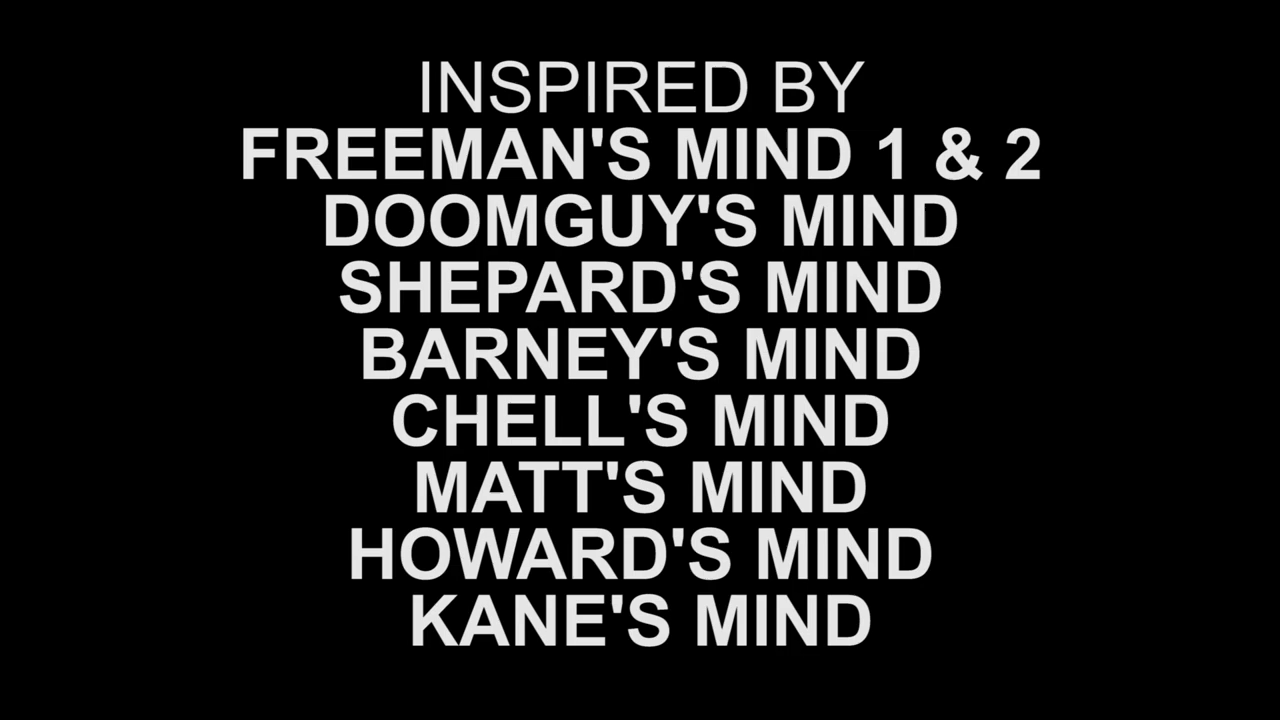 INSPIRED BY
FREEMAN'S MIND 1 & 2
DOOMGUY'S MIND
SHEPARD'S MIND
BARNEY'S MIND
CHELL'S MIND
MATT'S MIND
HOWARD'S MIND
KANE'S MIND